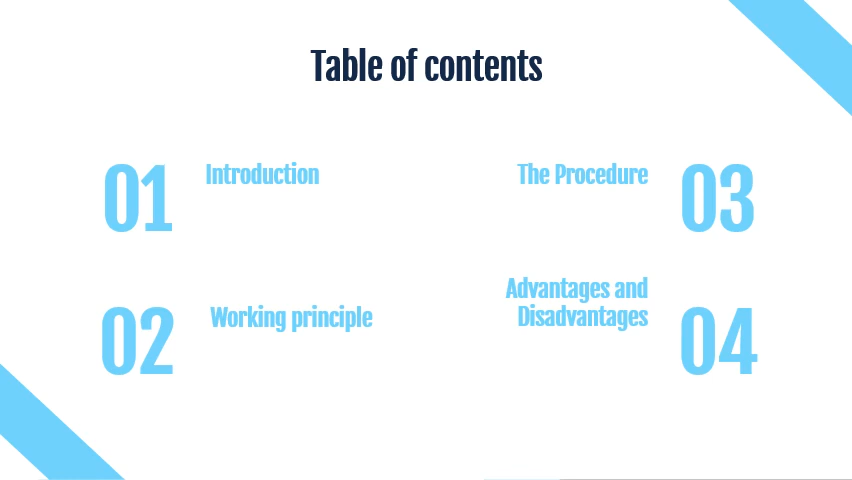 Table of contents
01
Introduction
The Procedure
03
02
Working principle
Advantages and
Disadvantages
04